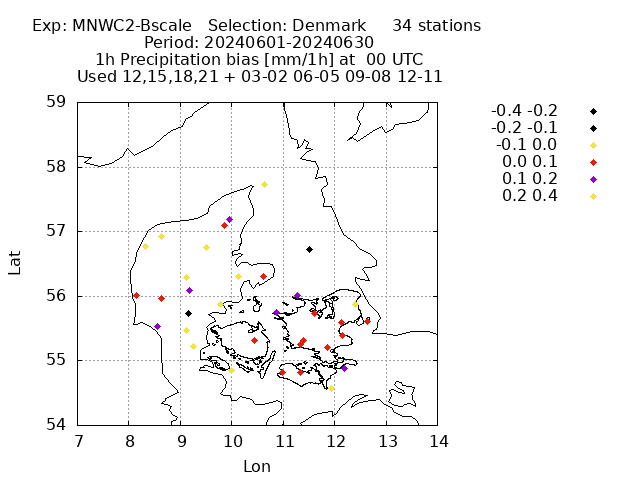 Exp: MNWC2-Bscale   Selection: Denmark     34 stations
Period: 20240601-20240630
1h Precipitation bias [mm/1h] at  00 UTC
Used 12,15,18,21 + 03-02 06-05 09-08 12-11
-0.4 -0.2
-0.2 -0.1
-0.1 0.0
0.0 0.1
0.1 0.2
0.2 0.4
59
58
57
56
55
54
Lat
7 8 9 10 11 12 13 14
Lon